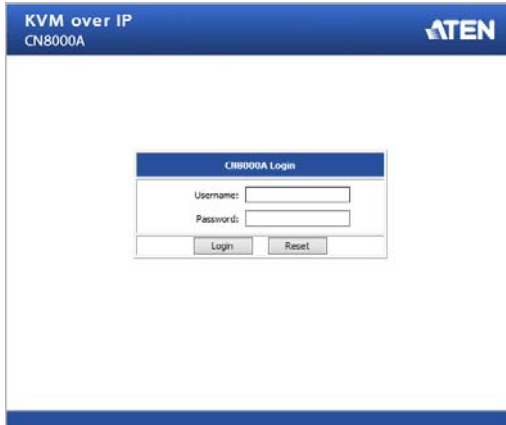 KVM over IP
CN8000A
ATEN
CN8000A Login
Username:
Password:
Login Reset